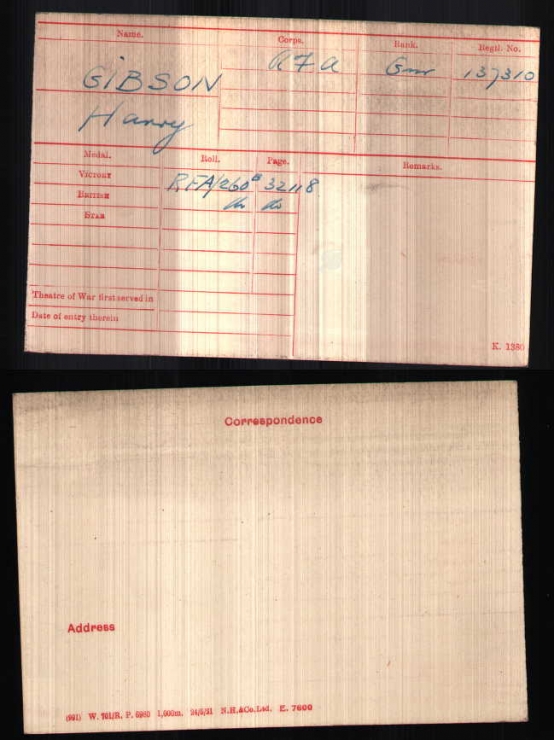 Name. Corps. Rank. Regtl. No.
GIBSON RFA Gnr 137310
Harry
Medal. Roll. Page. Remarks.
Victory RFA/260B 32118
British do do
Star
Theatre of War first served in
Date of entry therein
K. 1380
Correspondence
Address
W. 701/R. P. 1,000m. 24/5/21 N.H.&Co.Ltd. E. 7600